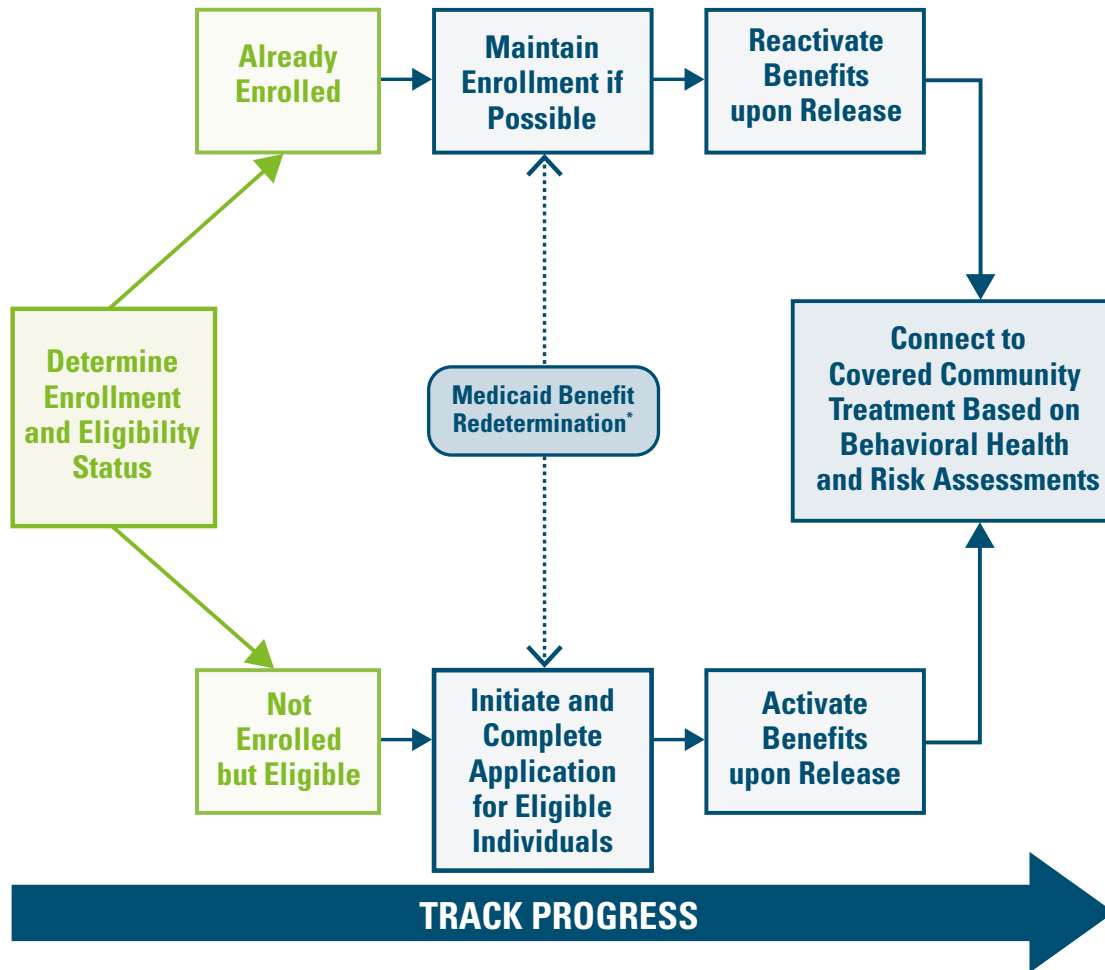 Already
Enrolled
Maintain
Enrollment if
Possible
Reactivate
Benefits
upon Release
Determine
Enrollment
and Eligibility
Status
Medicaid Benefit
Redetermination*
Connect to
Covered Community
Treatment Based on
Behavioral Health
and Risk Assessments
Not
Enrolled
but Eligible
Initiate and
Complete
Application
for Eligible
Individuals
Activate
Benefits
upon Release
TRACK PROGRESS